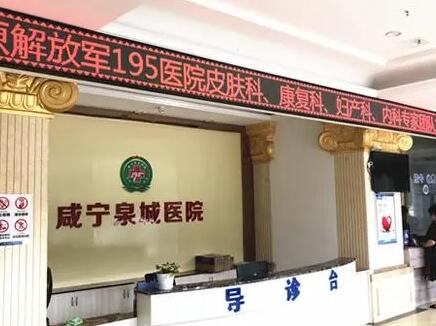 原解放军195医院皮肤科、康复科、妇产科、内科专家团队
咸宁泉城医院
导诊台